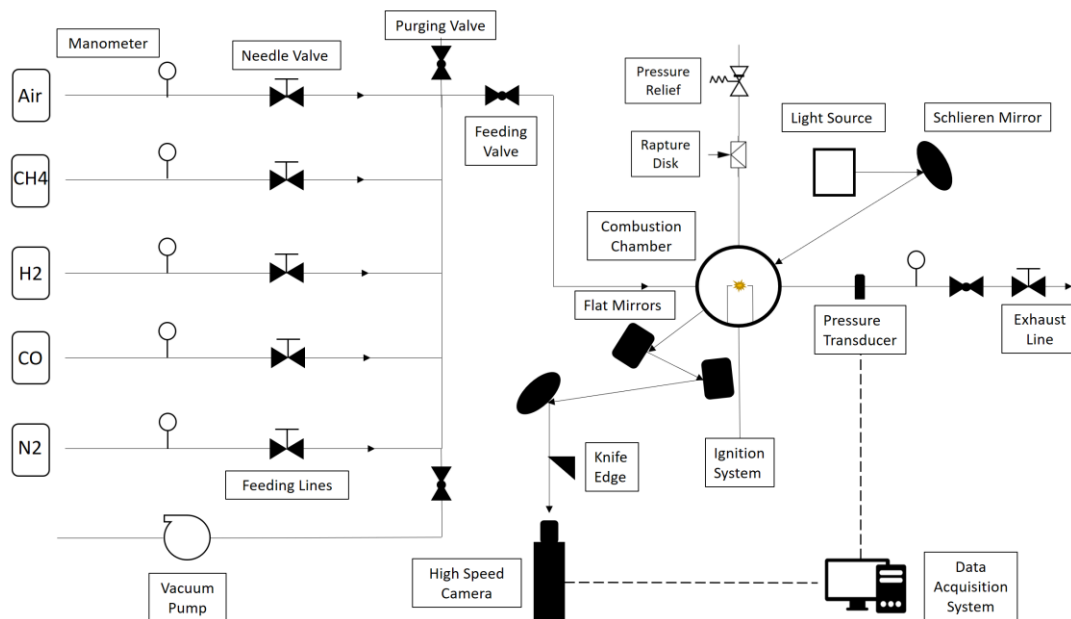 Purging Valve
Manometer
Needle Valve
Air
Feeding
Valve
Pressure
Relief
Light Source
Schlieren Mirror
Rapture
Disk
CH4
Combustion
Chamber
H2
Flat Mirrors
Pressure
Transducer
Exhaust
Line
CO
N2
Feeding Lines
Knife
Edge
Ignition
System
Vacuum
Pump
High Speed
Camera
Data
Acquisition
System